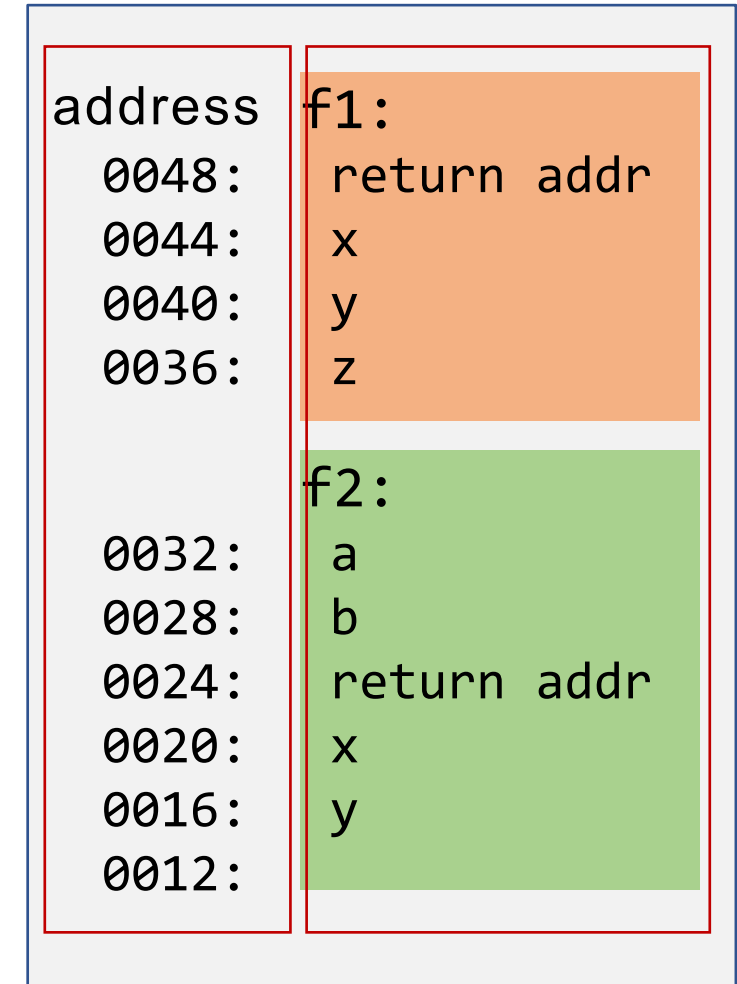 address f1:
0048: return addr
0044: x
0040: y
0036: z
f2:
0032: a
0028: b
0024: return addr
0020: x
0016: y
0012: